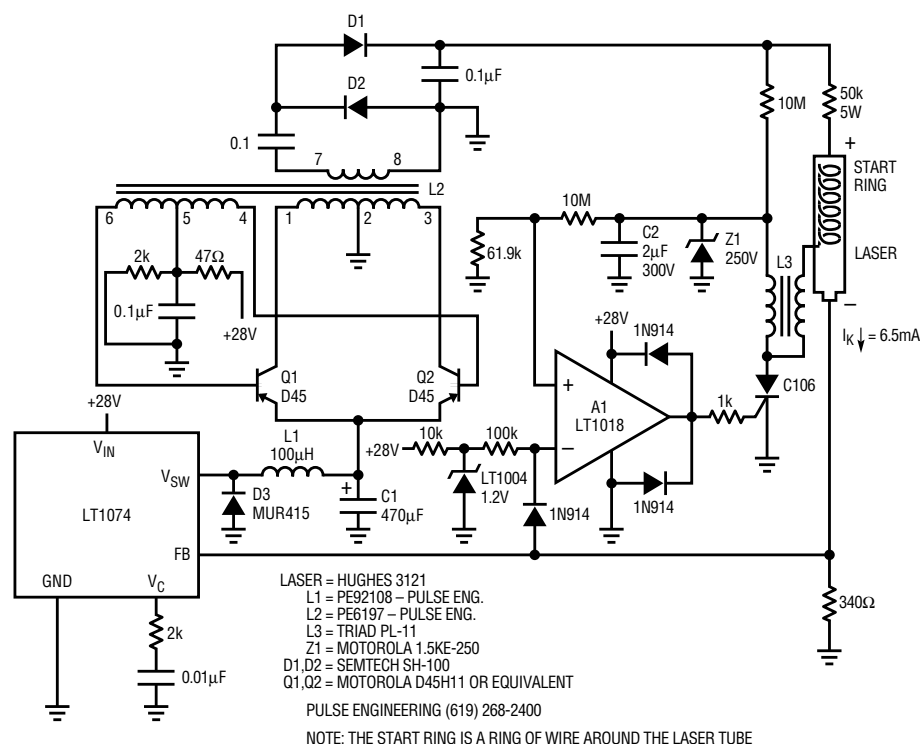 D1
0.1µF
D2
10M
50k
5W
0.1
7
8
+
START
RING
L2
6
5
4
1
2
3
10M
C2
2µF
300V
Z1
250V
L3
LASER
61.9k
2k
47Ω
0.1µF
+28V
+28V
1N914
–
IK ↓ = 6.5mA
Q1
D45
Q2
D45
+
A1
LT1018
–
1k
C106
+28V
VIN
L1
100µH
+28V
10k
100k
VSW
LT1074
D3
MUR415
+
C1
470µF
LT1004
1.2V
1N914
1N914
FB
GND
VC
2k
0.01µF
340Ω
LASER = HUGHES 3121
L1 = PE92108 – PULSE ENG.
L2 = PE6197 – PULSE ENG.
L3 = TRIAD PL-11
Z1 = MOTOROLA 1.5KE-250
D1,D2 = SEMTECH SH-100
Q1,Q2 = MOTOROLA D45H11 OR EQUIVALENT
PULSE ENGINEERING (619) 268-2400
NOTE: THE START RING IS A RING OF WIRE AROUND THE LASER TUBE